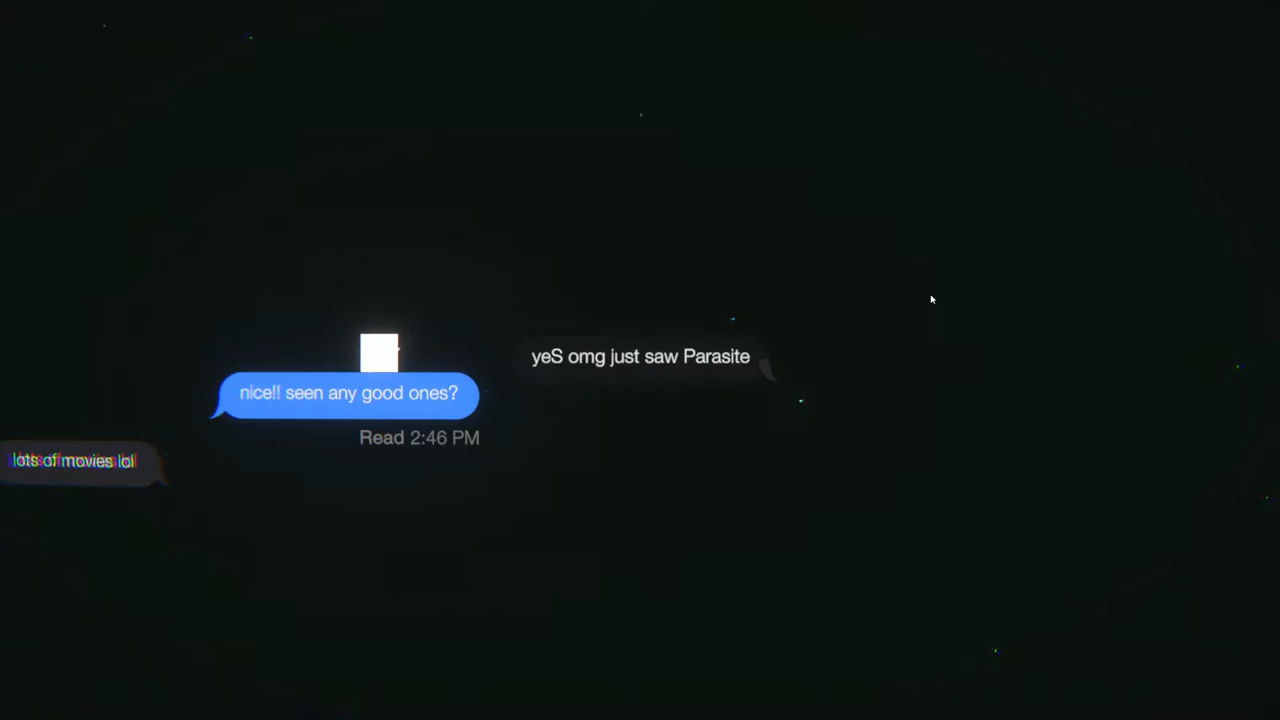 lots of movies lol
nice!! seen any good ones?
Read 2:46 PM
yeS omg just saw Parasite